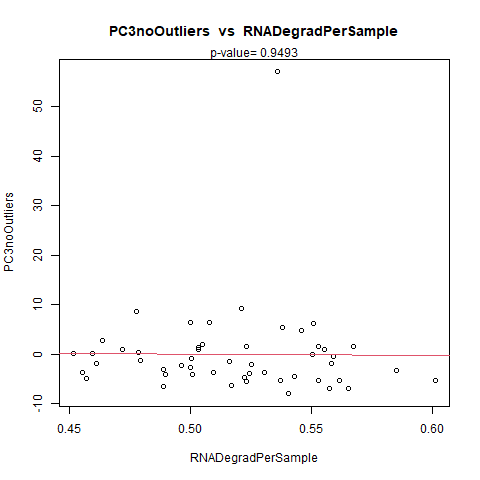 PC3noOutliers vs RNADegradPerSample
p-value= 0.9493
PC3noOutliers
50
40
30
20
10
0
-10
0.45 0.50 0.55 0.60
RNADegradPerSample